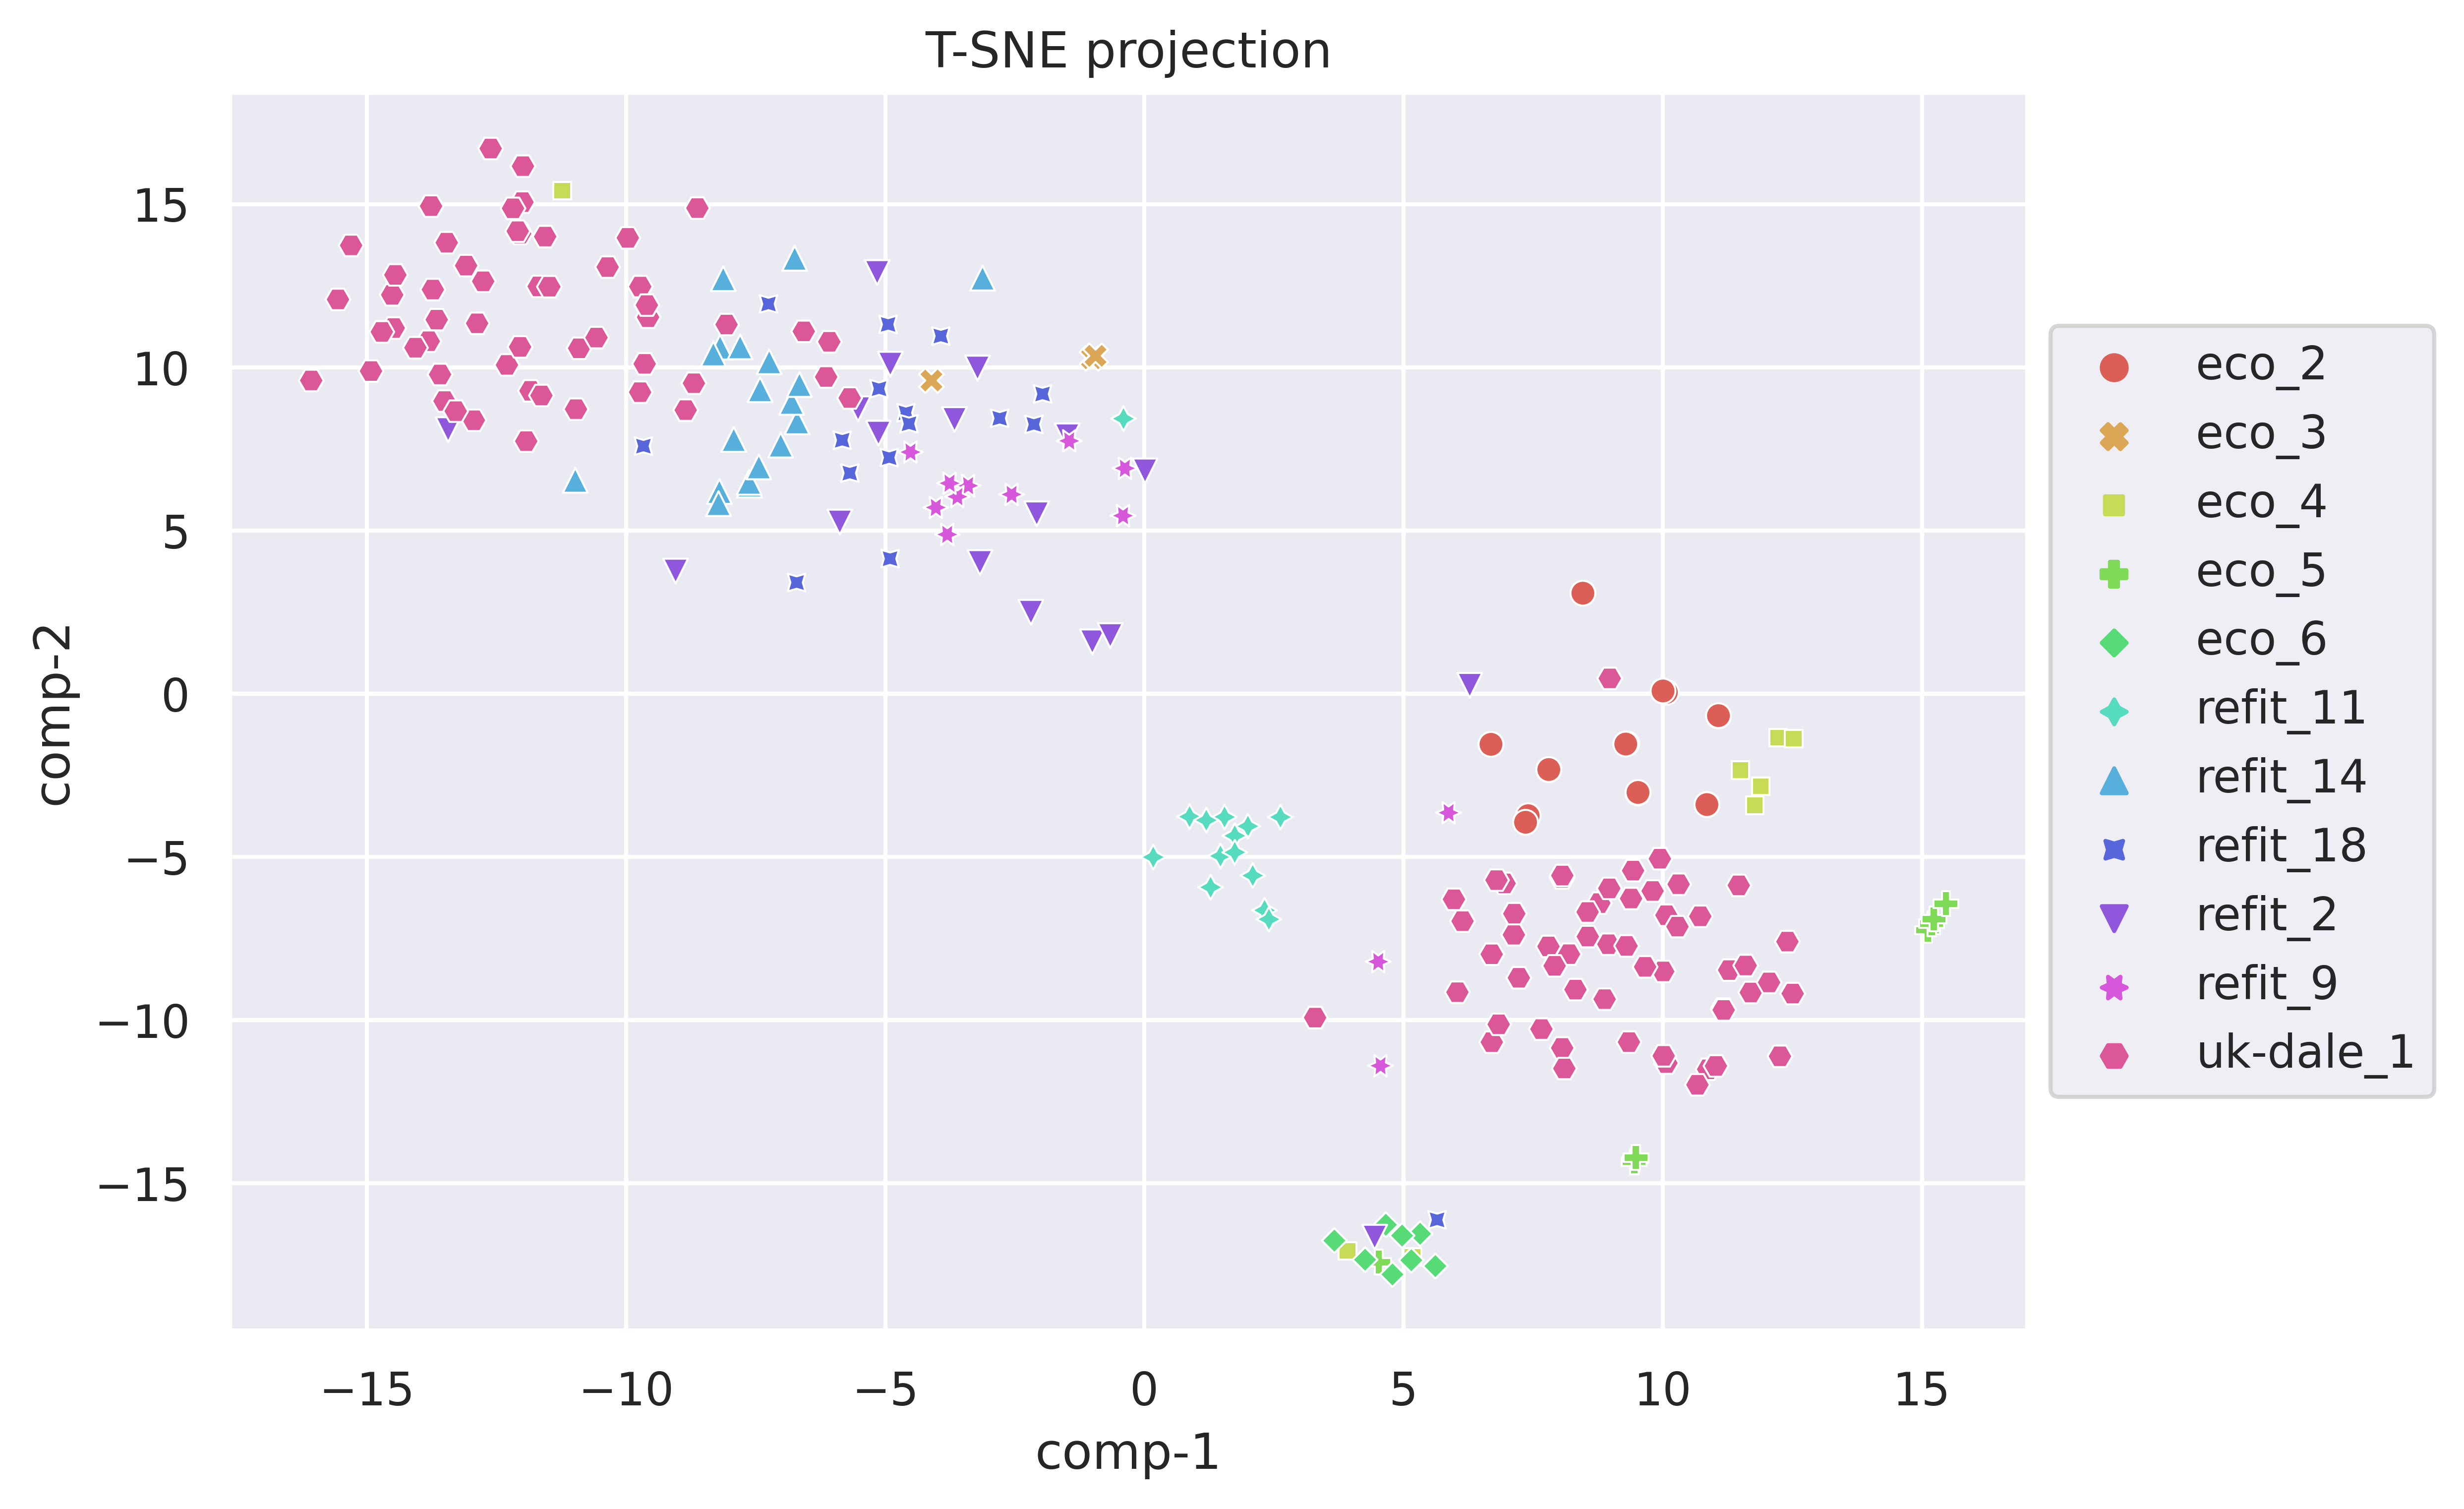 T-SNE projection
comp-2
15
10
5
0
−5
−10
−15
−15
−10
−5
0
5
10
15
comp-1
eco_2
eco_3
eco_4
eco_5
eco_6
refit_11
refit_14
refit_18
refit_2
refit_9
uk-dale_1